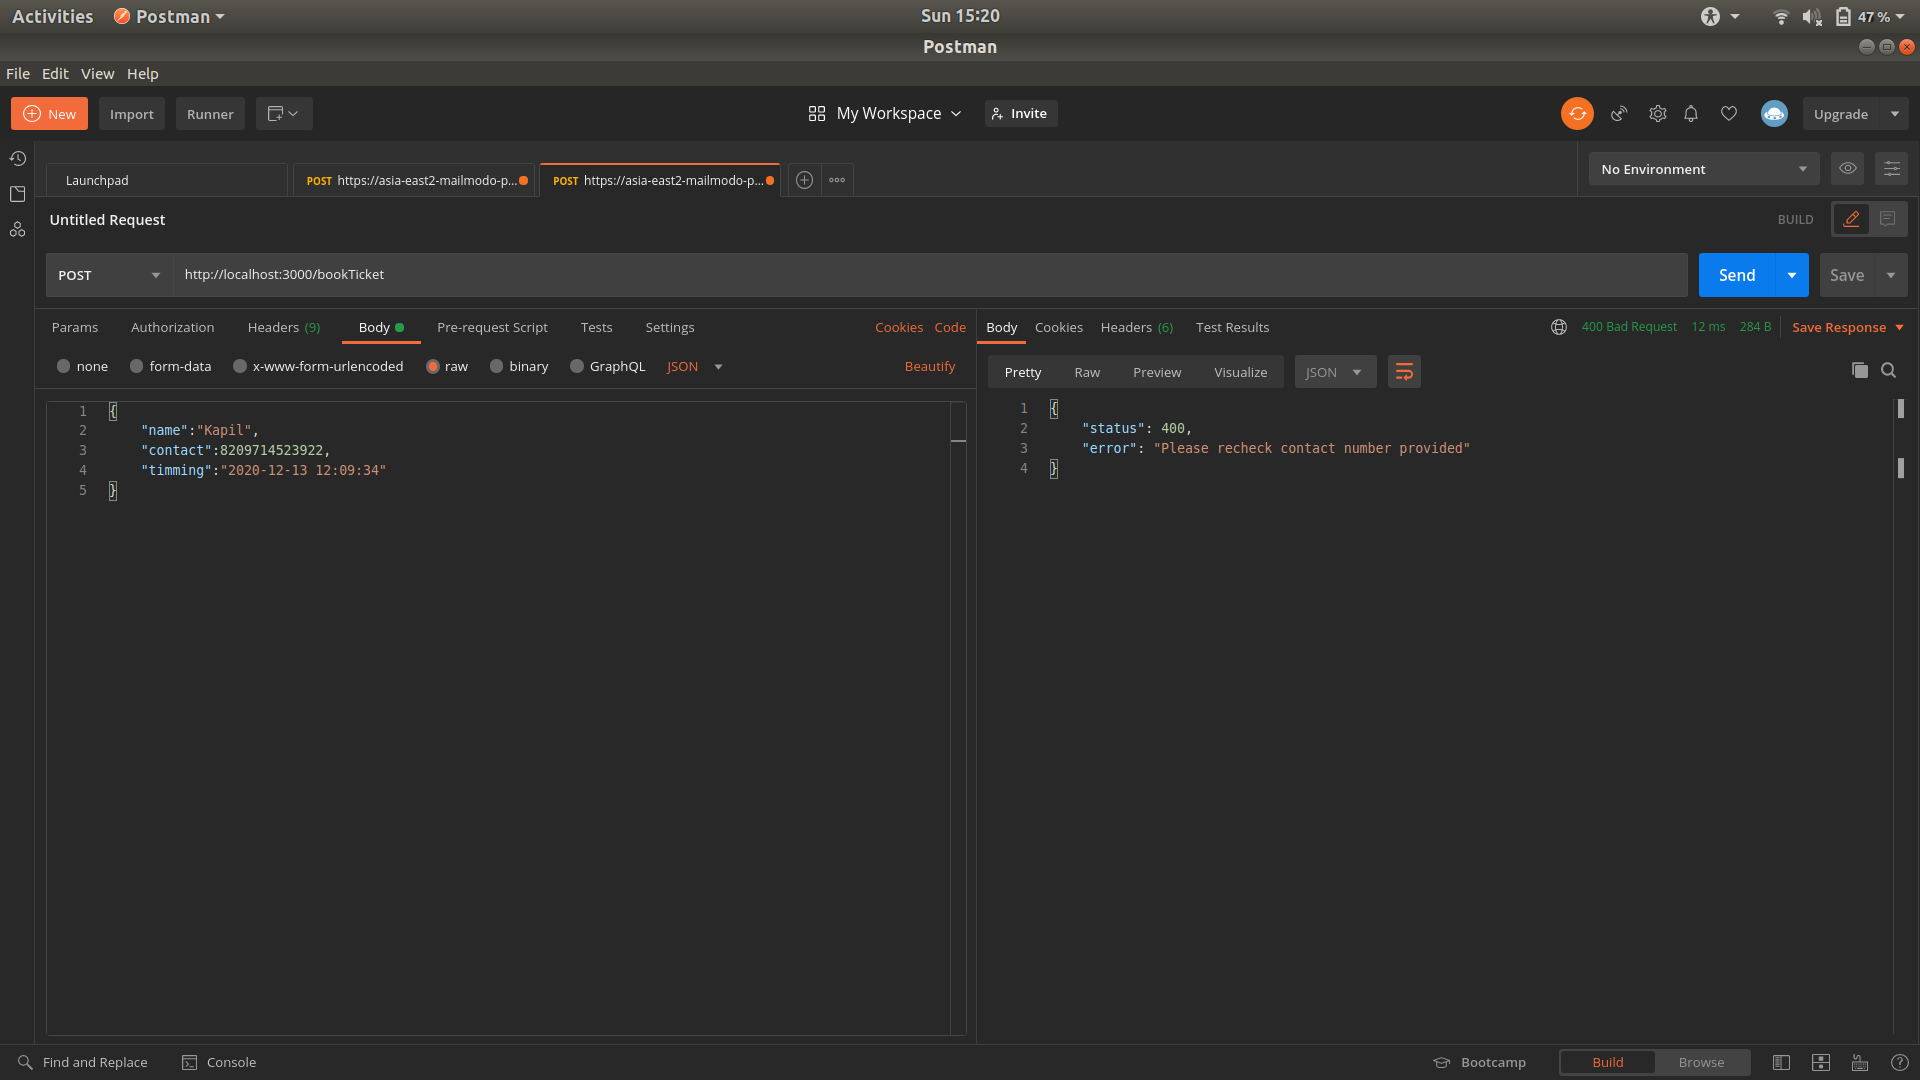 Activities Postman Sun 15:20 47 %
Postman
File Edit View Help
New Import Runner My Workspace Invite Upgrade
Launchpad POST https://asia-east2-mailmodo-p... POST https://asia-east2-mailmodo-p... No Environment
Untitled Request BUILD
POST http://localhost:3000/bookTicket Send Save
Params Authorization Headers (9) Body Pre-request Script Tests Settings Cookies Code
none form-data x-www-form-urlencoded raw binary GraphQL JSON Beautify
1 {
2 "name":"Kapil",
3 "contact":8209714523922,
4 "timming":"2020-12-13 12:09:34"
5 }
Body Cookies Headers (6) Test Results 400 Bad Request 12 ms 284 B Save Response
Pretty Raw Preview Visualize JSON
1 {
2 "status": 400,
3 "error": "Please recheck contact number provided"
4 }
Find and Replace Console Bootcamp Build Browse